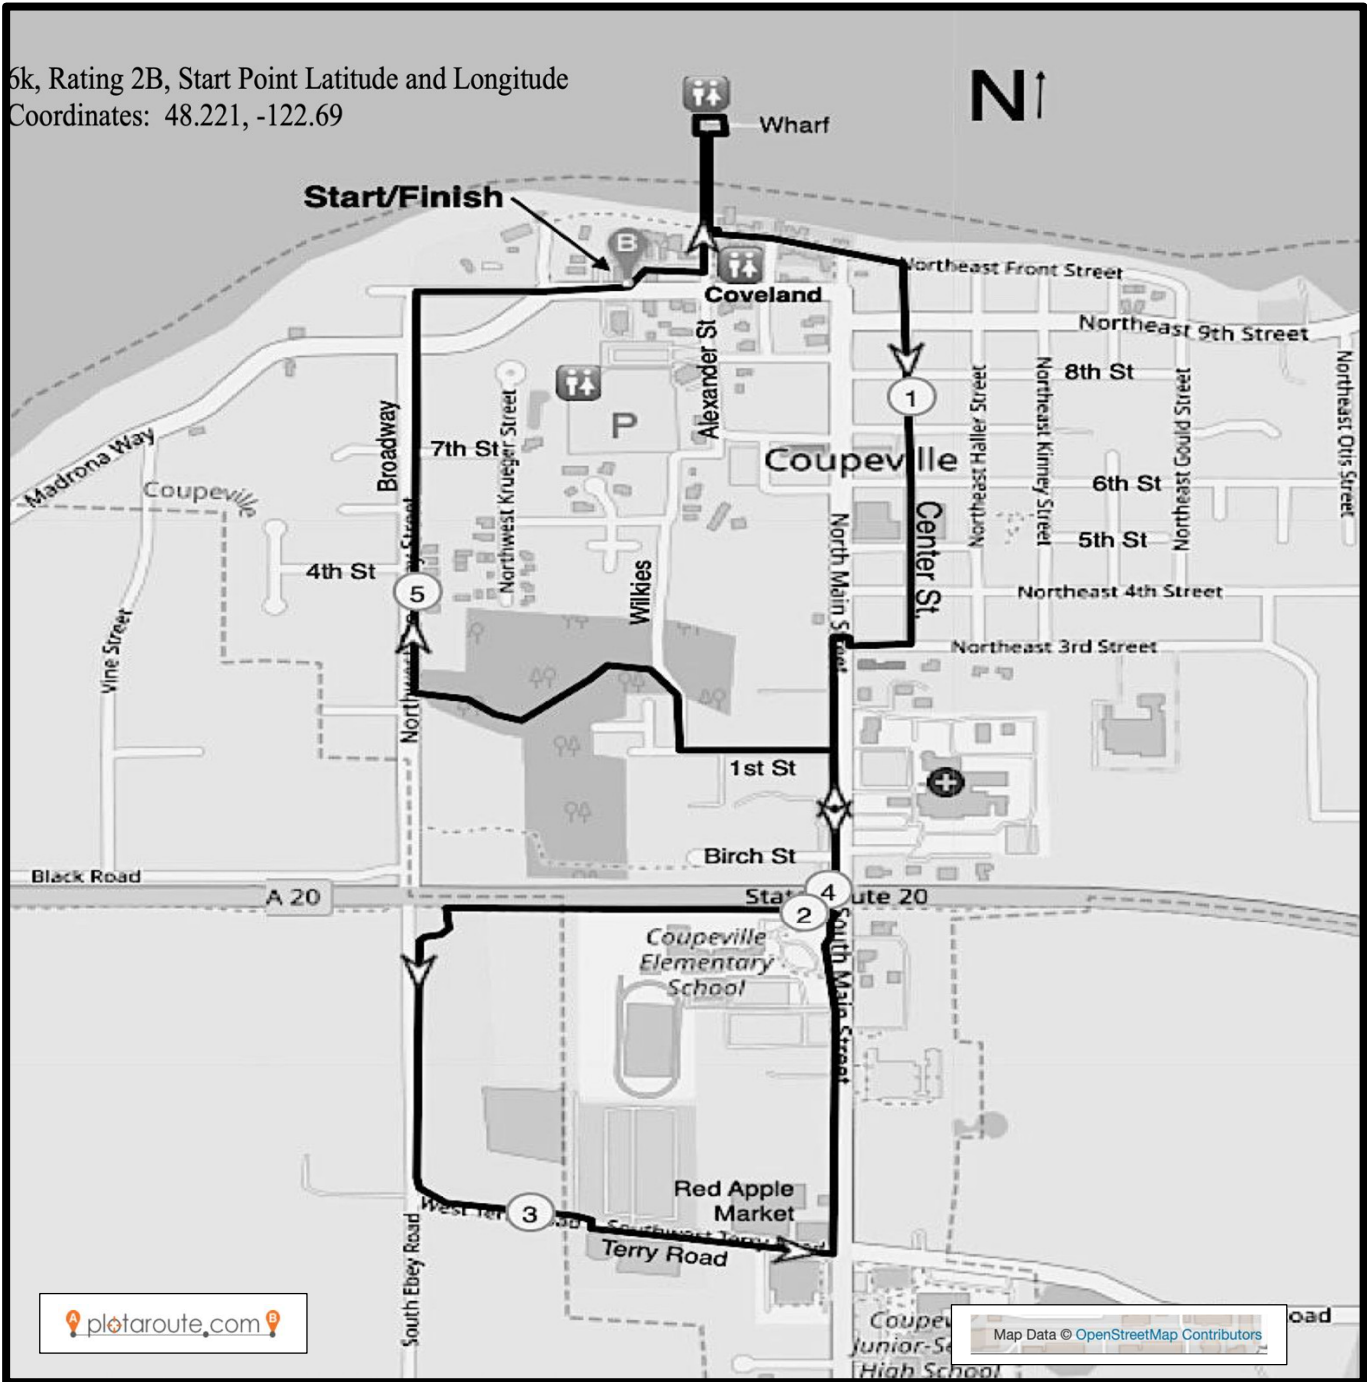 6k, Rating 2B, Start Point Latitude and Longitude
Coordinates:  48.221, -122.69
N
Wharf
Start/Finish
B
Northeast Front Street
Coveland
Northeast 9th Street
Alexander St
8th St
1
Northeast Haller Street
Northeast Kinney Street
Northeast Gould Street
Northeast Otis Street
P
Broadway
7th St
Northwest Krueger Street
Madrona Way
Coupeville
Coupeville
6th St
Center St.
North Main Street
5th St
4th St
5
Wilkies
Northeast 4th Street
Northeast 3rd Street
Vine Street
1st St
Birch St
Black Road
A 20
4
2
Coupeville
Elementary
School
South Main Street
Red Apple
Market
3
Terry Road
South Ebey Road
A plotaroute.com B
Map Data © OpenStreetMap Contributors
High School